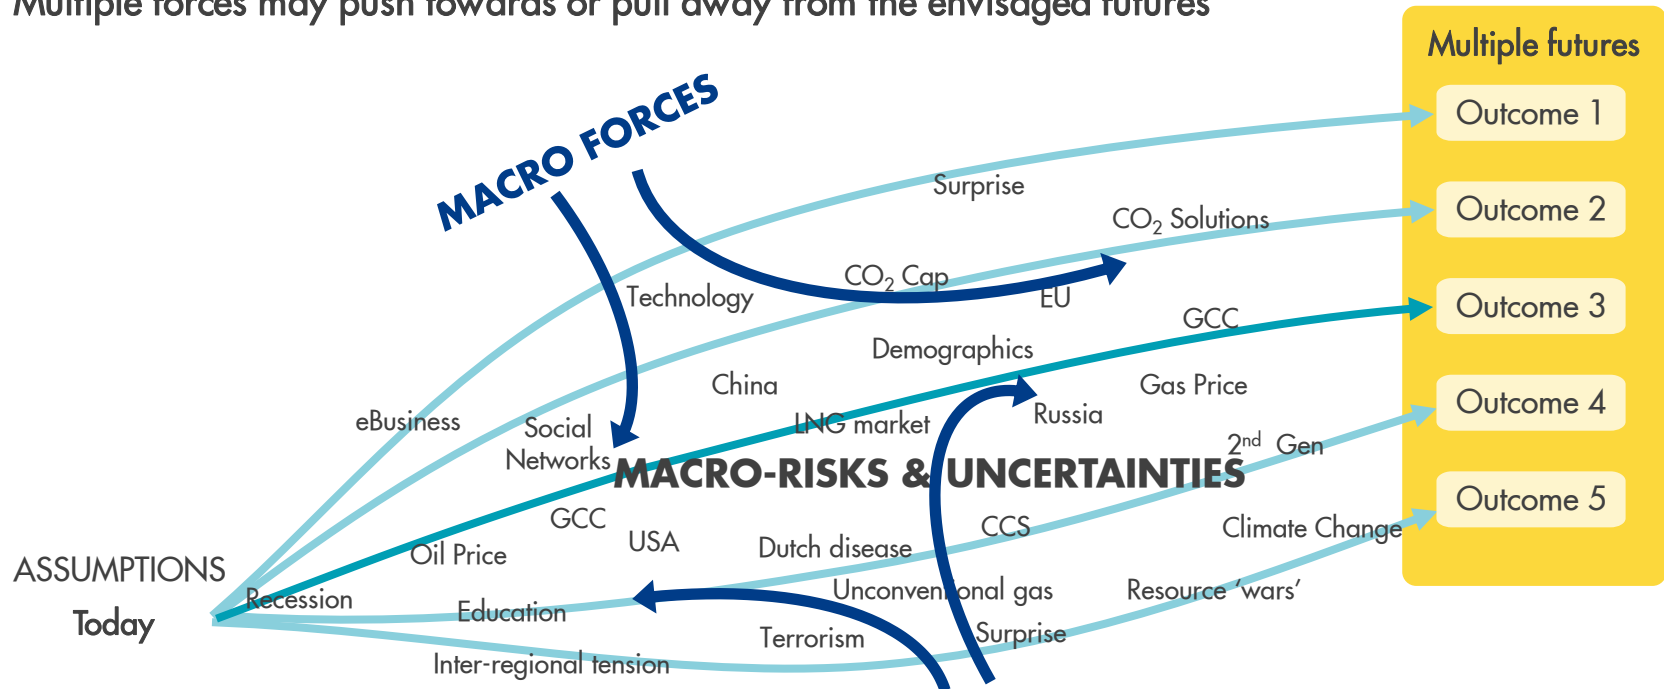 Multiple forces may push towards or pull away from the envisaged futures
Multiple futures
MACRO FORCES
Outcome 1
Surprise
Outcome 2
CO₂ Solutions
CO₂ Cap
Technology
EU
Outcome 3
GCC
Demographics
China
Gas Price
Outcome 4
eBusiness
Social
Networks
LNG market
Russia
2nd Gen
MACRO-RISKS & UNCERTAINTIES
Outcome 5
GCC
USA
CCS
Climate Change
Oil Price
Dutch disease
ASSUMPTIONS
Today
Recession
Unconventional gas
Resource ‘wars’
Education
Terrorism
Surprise
Inter-regional tension